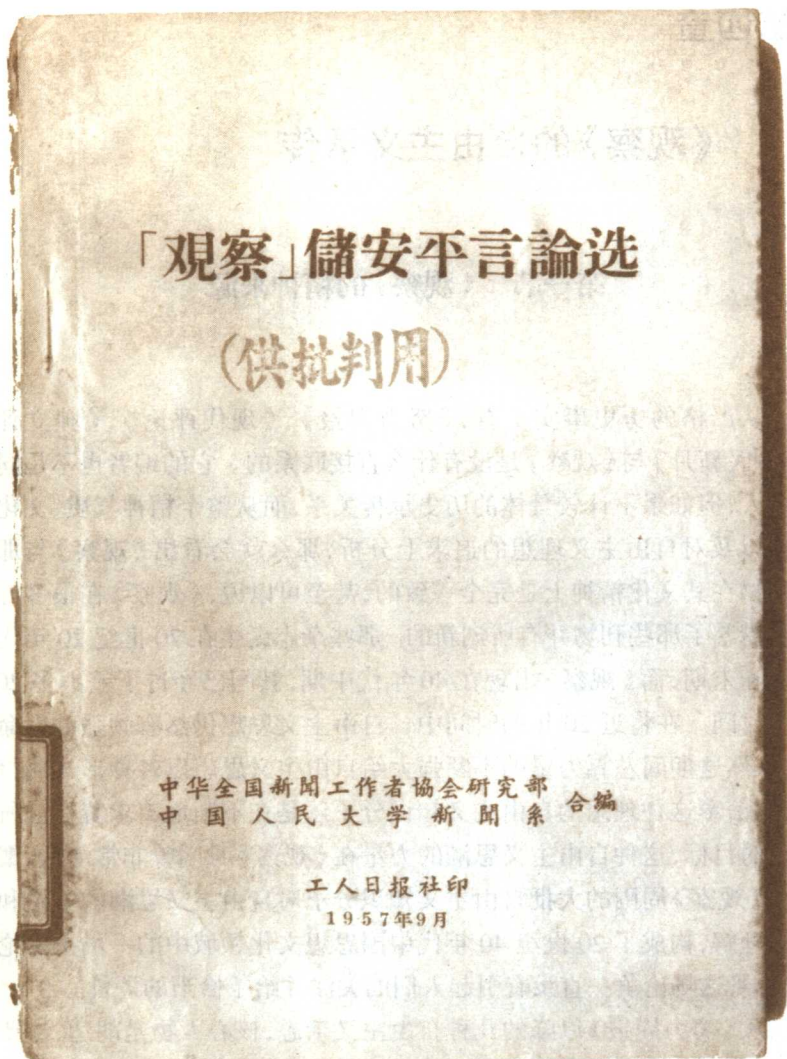 「观察」儲安平言論选
(供批判用)
中华全国新聞工作者協会研究部
中国人民大学新聞系
合編
工人日报社印
1957年9月